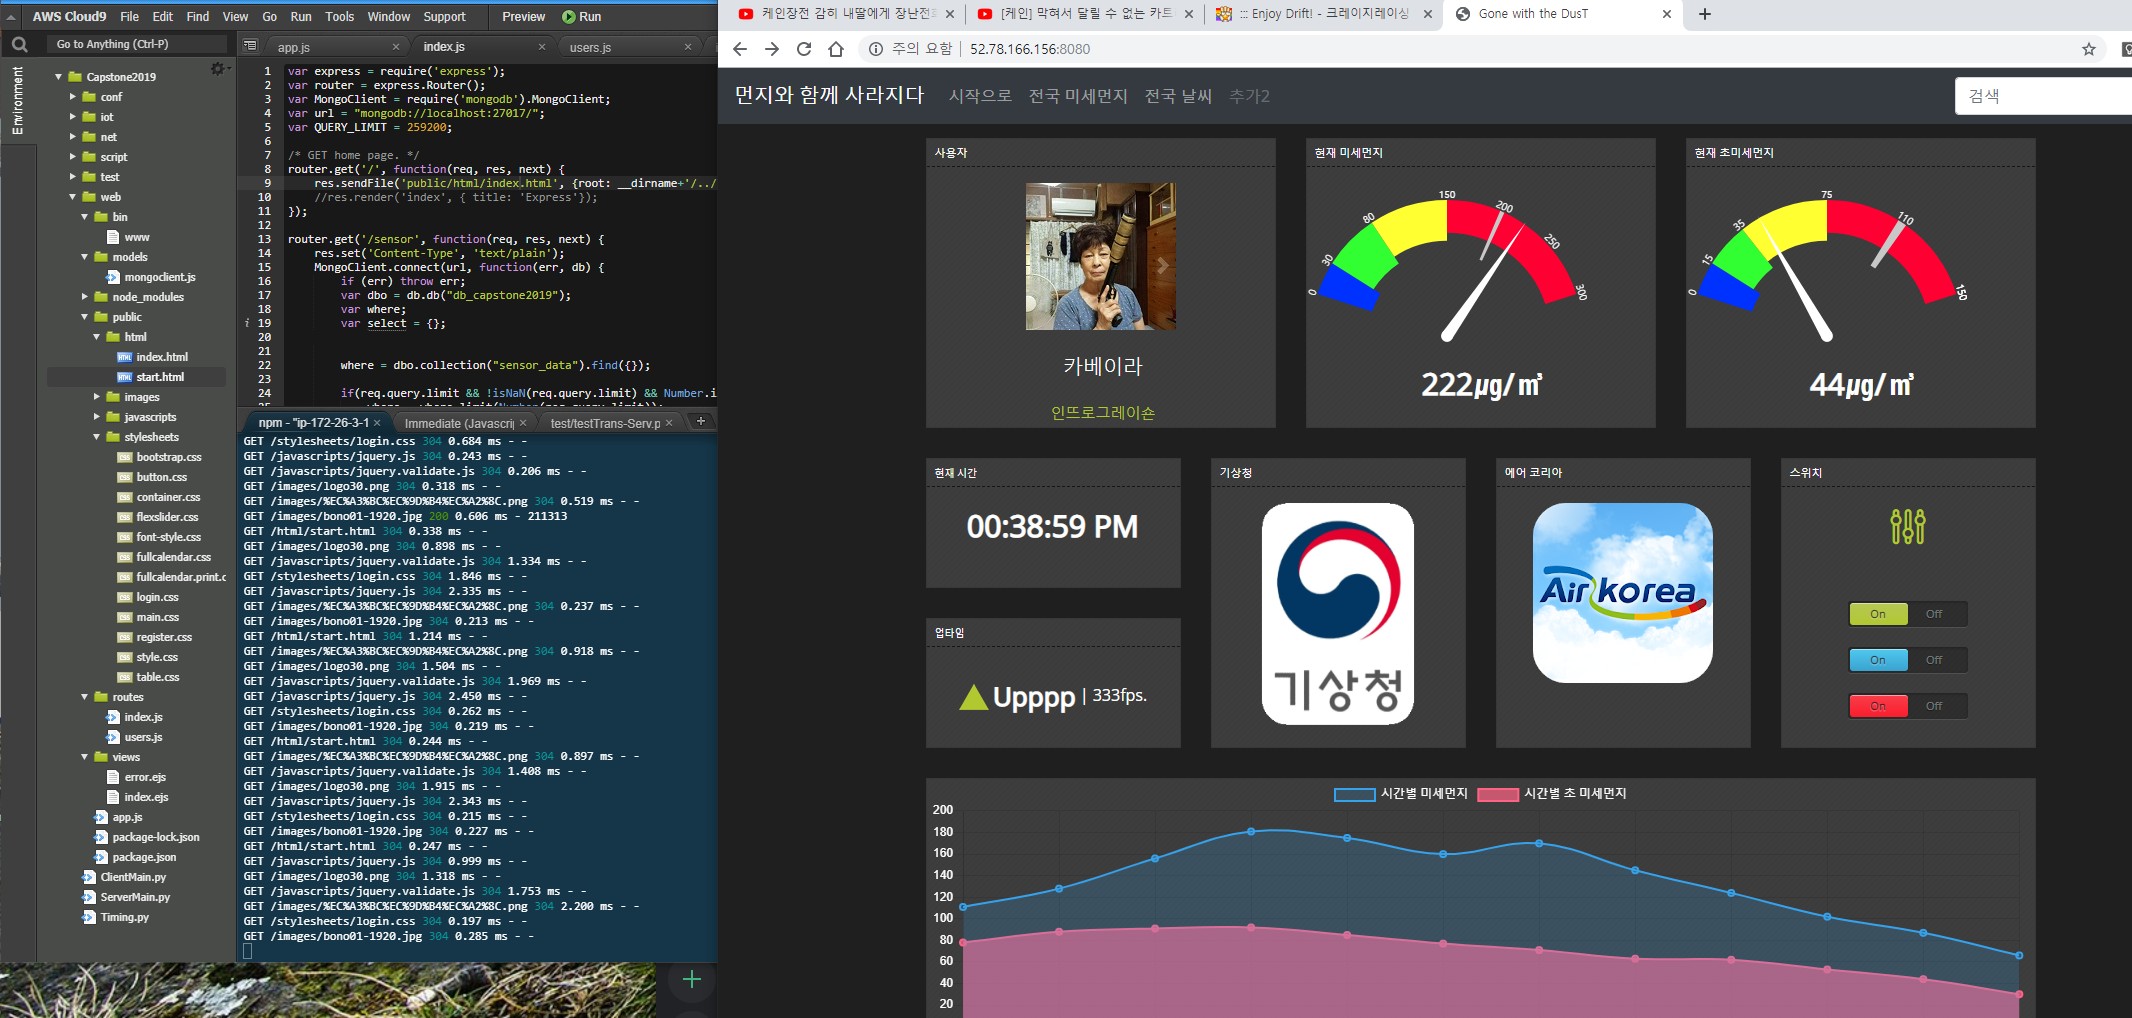 AWS Cloud9 File Edit Find View Go Run Tools Window Support Preview Run
Go to Anything (Ctrl-P)
Environment
Capstone2019
conf
iot
net
script
test
web
bin
www
models
mongoclient.js
node_modules
public
html
index.html
start.html
images
javascripts
stylesheets
bootstrap.css
button.css
container.css
flexslider.css
font-style.css
fullcalendar.css
fullcalendar.print.c
login.css
main.css
register.css
style.css
table.css
routes
index.js
users.js
views
error.ejs
index.ejs
app.js
package-lock.json
package.json
ClientMain.py
ServerMain.py
Timing.py
app.js index.js users.js
1 var express = require('express');
2 var router = express.Router();
3 var MongoClient = require('mongodb').MongoClient;
4 var url = "mongodb://localhost:27017/";
5 var QUERY_LIMIT = 259200;
6
7 /* GET home page. */
8 router.get('/', function(req, res, next) {
9 res.sendFile('public/html/index.html', {root: __dirname+'/../
10 //res.render('index', { title: 'Express'});
11 });
12
13 router.get('/sensor', function(req, res, next) {
14 res.set('Content-Type', 'text/plain');
15 MongoClient.connect(url, function(err, db) {
16 if (err) throw err;
17 var dbo = db.db("db_capstone2019");
18 var where;
19 var select = {};
20
21
22 where = dbo.collection("sensor_data").find({});
23
24 if(req.query.limit && !isNaN(req.query.limit) && Number.i
npm - "ip-172-26-3-1 Immediate (Javascrip test/testTrans-Serv.p
GET /stylesheets/login.css 304 0.684 ms - -
GET /javascripts/jquery.js 304 0.243 ms - -
GET /javascripts/jquery.validate.js 304 0.206 ms - -
GET /images/logo30.png 304 0.318 ms - -
GET /images/%EC%A3%BC%EC%9D%B4%EC%A2%8C.png 304 0.519 ms - -
GET /images/bono01-1920.jpg 200 0.606 ms - 211313
GET /html/start.html 304 0.338 ms - -
GET /images/logo30.png 304 0.898 ms - -
GET /javascripts/jquery.validate.js 304 1.334 ms - -
GET /stylesheets/login.css 304 1.846 ms - -
GET /javascripts/jquery.js 304 2.335 ms - -
GET /images/%EC%A3%BC%EC%9D%B4%EC%A2%8C.png 304 0.237 ms - -
GET /images/bono01-1920.jpg 304 0.213 ms - -
GET /html/start.html 304 1.214 ms - -
GET /images/%EC%A3%BC%EC%9D%B4%EC%A2%8C.png 304 0.918 ms - -
GET /images/logo30.png 304 1.504 ms - -
GET /javascripts/jquery.validate.js 304 1.969 ms - -
GET /javascripts/jquery.js 304 2.450 ms - -
GET /stylesheets/login.css 304 0.262 ms - -
GET /images/bono01-1920.jpg 304 0.219 ms - -
GET /html/start.html 304 0.244 ms - -
GET /images/%EC%A3%BC%EC%9D%B4%EC%A2%8C.png 304 0.897 ms - -
GET /javascripts/jquery.validate.js 304 1.408 ms - -
GET /images/logo30.png 304 1.915 ms - -
GET /javascripts/jquery.js 304 2.343 ms - -
GET /stylesheets/login.css 304 0.215 ms - -
GET /images/bono01-1920.jpg 304 0.227 ms - -
GET /html/start.html 304 0.247 ms - -
GET /javascripts/jquery.js 304 0.999 ms - -
GET /images/logo30.png 304 1.318 ms - -
GET /javascripts/jquery.validate.js 304 1.753 ms - -
GET /images/%EC%A3%BC%EC%9D%B4%EC%A2%8C.png 304 2.200 ms - -
GET /stylesheets/login.css 304 0.197 ms - -
GET /images/bono01-1920.jpg 304 0.285 ms - -
케인장전 감히 내딸에게 장난전화 [케인] 막혀서 달릴 수 없는 카트 ::: Enjoy Drift! - 크레이지레이싱 Gone with the DusT
주의 요함 52.78.166.156:8080
먼지와 함께 사라지다 시작으로 전국 미세먼지 전국 날씨 추가2 검색
사용자
카베이라
인뜨로그레이숀
현재 미세먼지
0 30 80 150 200 250 300
222㎍/㎥
현재 초미세먼지
0 15 35 75 110 150
44㎍/㎥
현재 시간
00:38:59 PM
업타임
Upppp | 333fps.
기상청
기상청
에어 코리아
Airkorea
스위치
On Off
On Off
On Off
시간별 미세먼지 시간별 초 미세먼지
200
180
160
140
120
100
80
60
40
20